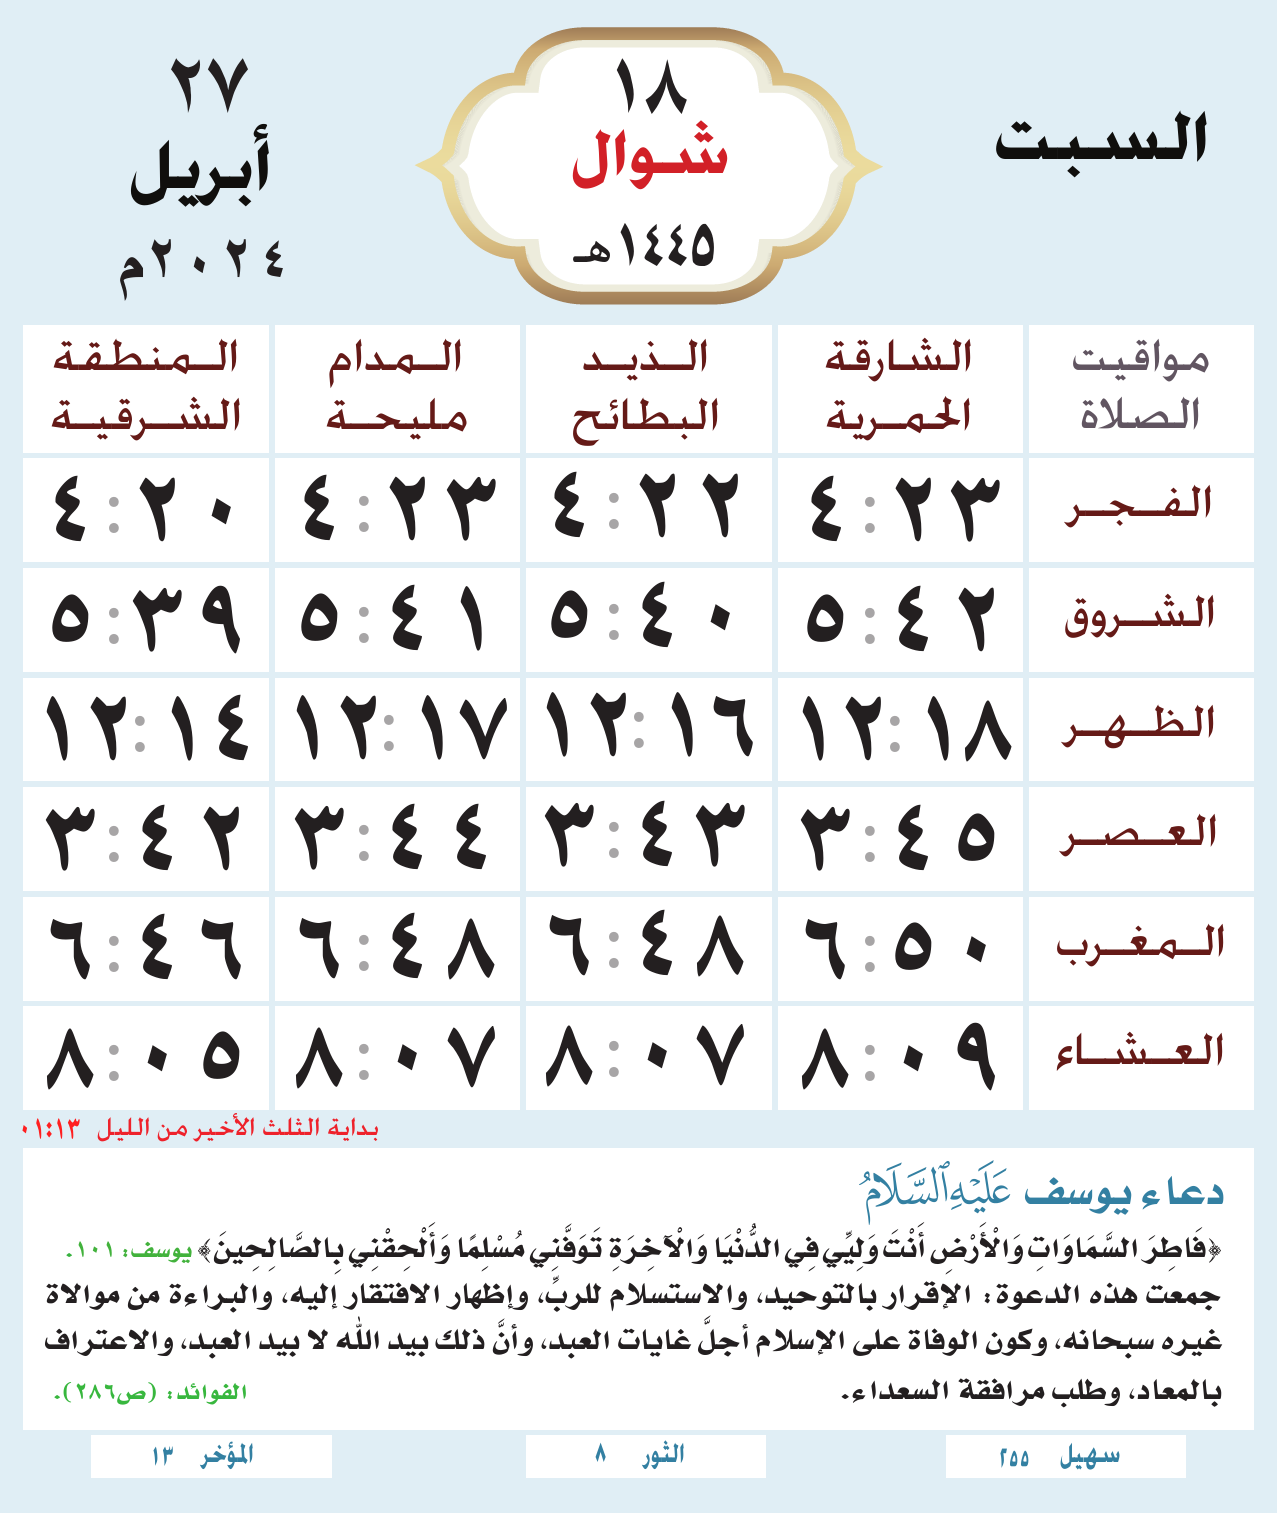 السبت
١٨
شوال
١٤٤٥هـ
٢٧
أبريل
٢٠٢٤م
مواقيت الصلاة الشارقة الحمرية الذيد البطائح المدام مليحة المنطقة الشرقية
الفجر ٤:٢٣ ٤:٢٢ ٤:٢٣ ٤:٢٠
الشروق ٥:٤٢ ٥:٤٠ ٥:٤١ ٥:٣٩
الظهر ١٢:١٨ ١٢:١٦ ١٢:١٧ ١٢:١٤
العصر ٣:٤٥ ٣:٤٣ ٣:٤٤ ٣:٤٢
المغرب ٦:٥٠ ٦:٤٨ ٦:٤٨ ٦:٤٦
العشاء ٨:٠٩ ٨:٠٧ ٨:٠٧ ٨:٠٥
بداية الثلث الأخير من الليل ٠١:١٣
دعاء يوسف عَلَيْهِ السَّلَامُ
﴿فَاطِرَ السَّمَاوَاتِ وَالْأَرْضِ أَنْتَ وَلِيِّي فِي الدُّنْيَا وَالْآخِرَةِ تَوَفَّنِي مُسْلِمًا وَأَلْحِقْنِي بِالصَّالِحِينَ﴾ يوسف: ١٠١.
جمعت هذه الدعوة: الإقرار بالتوحيد، والاستسلام للربِّ، وإظهار الافتقار إليه، والبراءة من موالاة
غيره سبحانه، وكون الوفاة على الإسلام أجلَّ غايات العبد، وأنَّ ذلك بيد الله لا بيد العبد، والاعتراف
بالمعاد، وطلب مرافقة السعداء. الفوائد: (ص٢٨٦).
سهيل ٢٥٥ الثور ٨ المؤخر ١٣